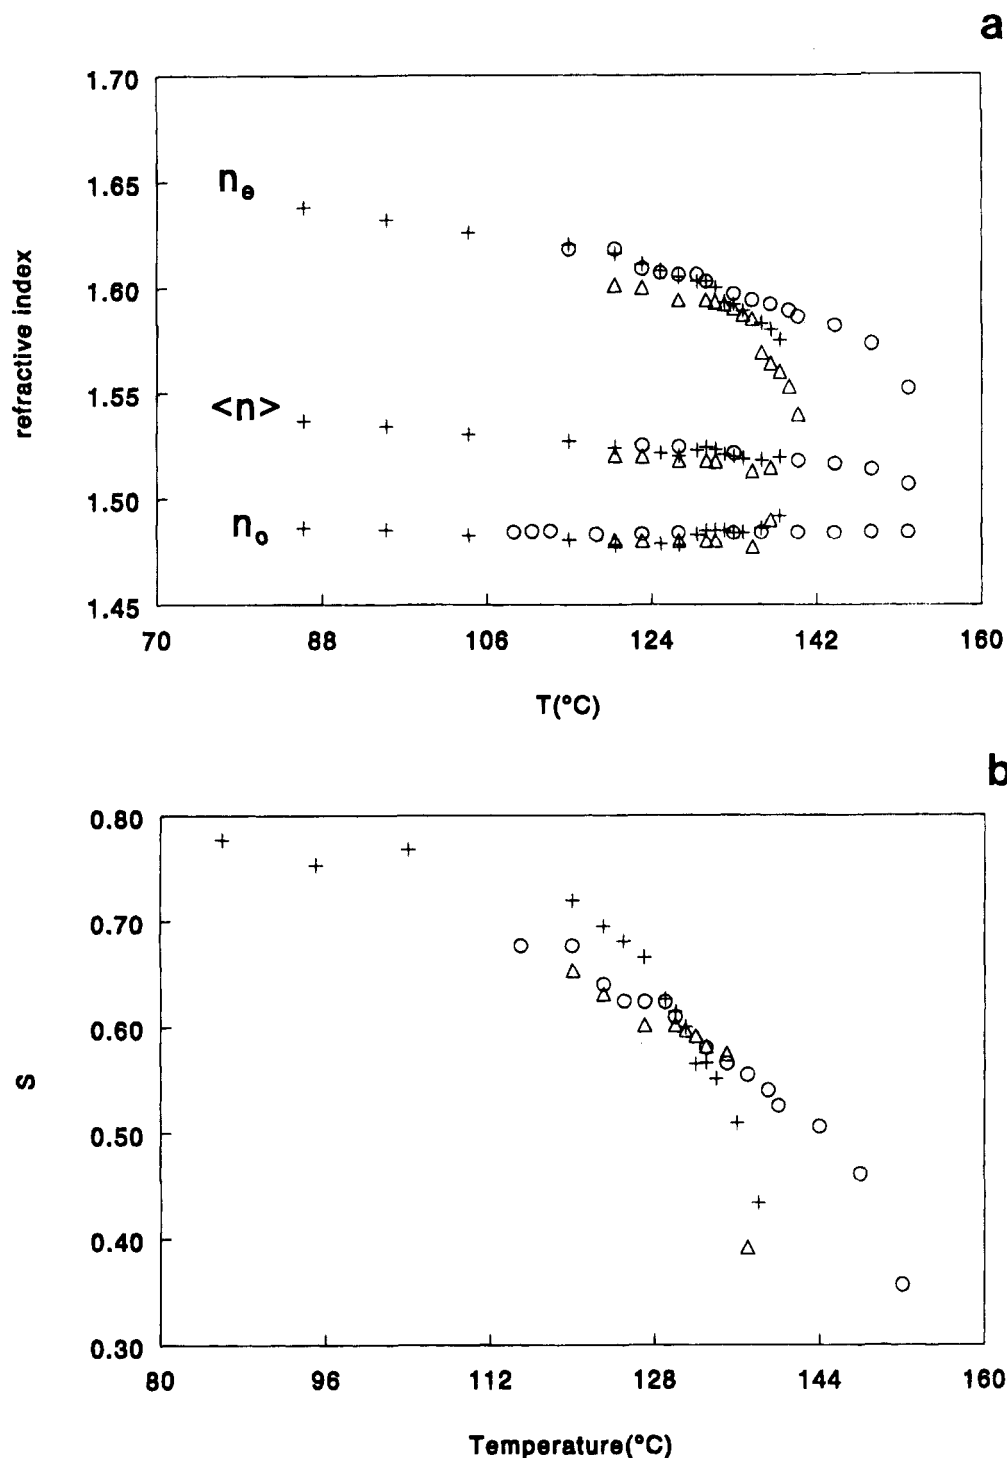 a
1.70
1.65
1.60
1.55
1.50
1.45
refractive index
nₑ
<n>
nₒ
70 88 106 124 142 160
T(°C)
b
0.80
0.70
0.60
0.50
0.40
0.30
S
80 96 112 128 144 160
Temperature(°C)